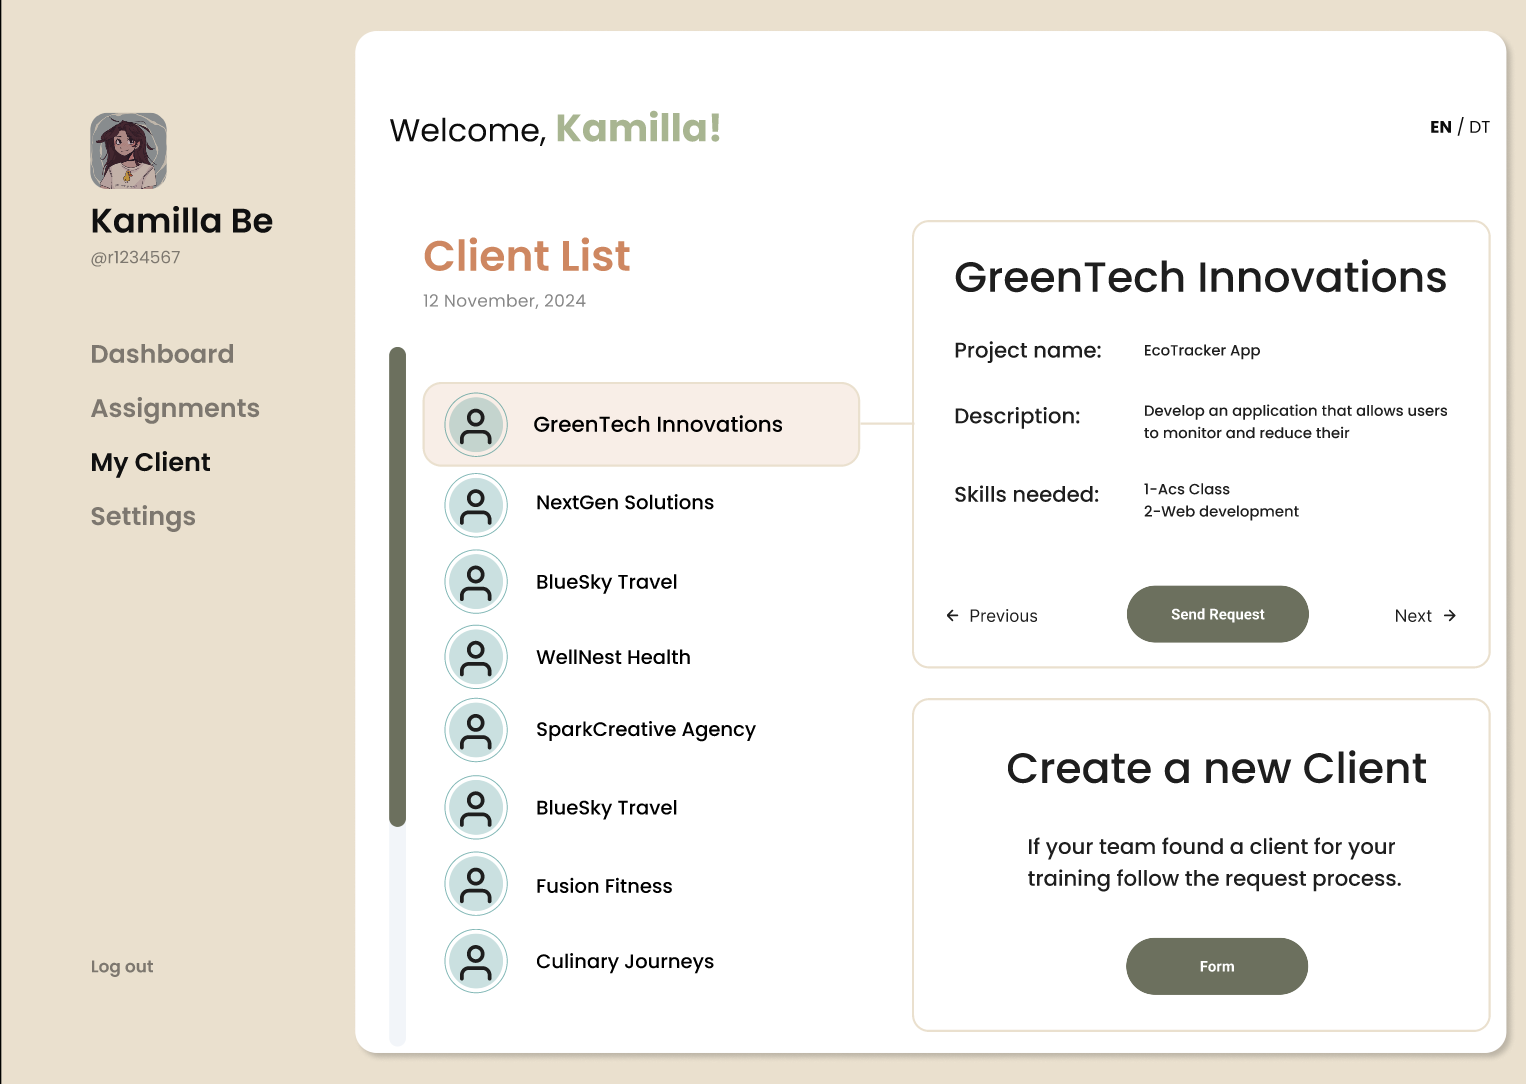 Kamilla Be
@r1234567
Dashboard
Assignments
My Client
Settings
Log out
Welcome, Kamilla!
EN / DT
Client List
12 November, 2024
GreenTech Innovations
NextGen Solutions
BlueSky Travel
WellNest Health
SparkCreative Agency
BlueSky Travel
Fusion Fitness
Culinary Journeys
GreenTech Innovations
Project name: EcoTracker App
Description: Develop an application that allows users
to monitor and reduce their
Skills needed: 1-Acs Class
2-Web development
← Previous Send Request Next →
Create a new Client
If your team found a client for your
training follow the request process.
Form